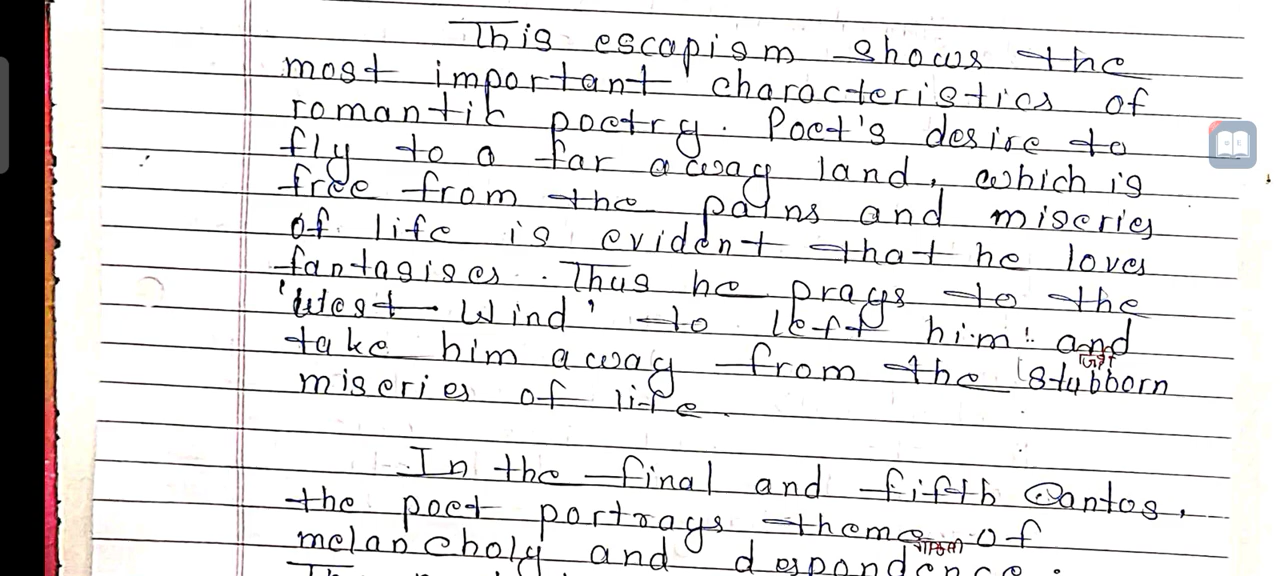 This escapism shows the
most important characteristics of
romantic poetry. Poet's desire to
fly to a far away land, which is
free from the pains and miseries
of life is evident that he loves
fantasises. Thus he prays to the
'West Wind' to left him and
take him away from the stubborn
miseries of life.
In the final and fifth Cantos,
the poet portrays theme of
melancholy and despondence.